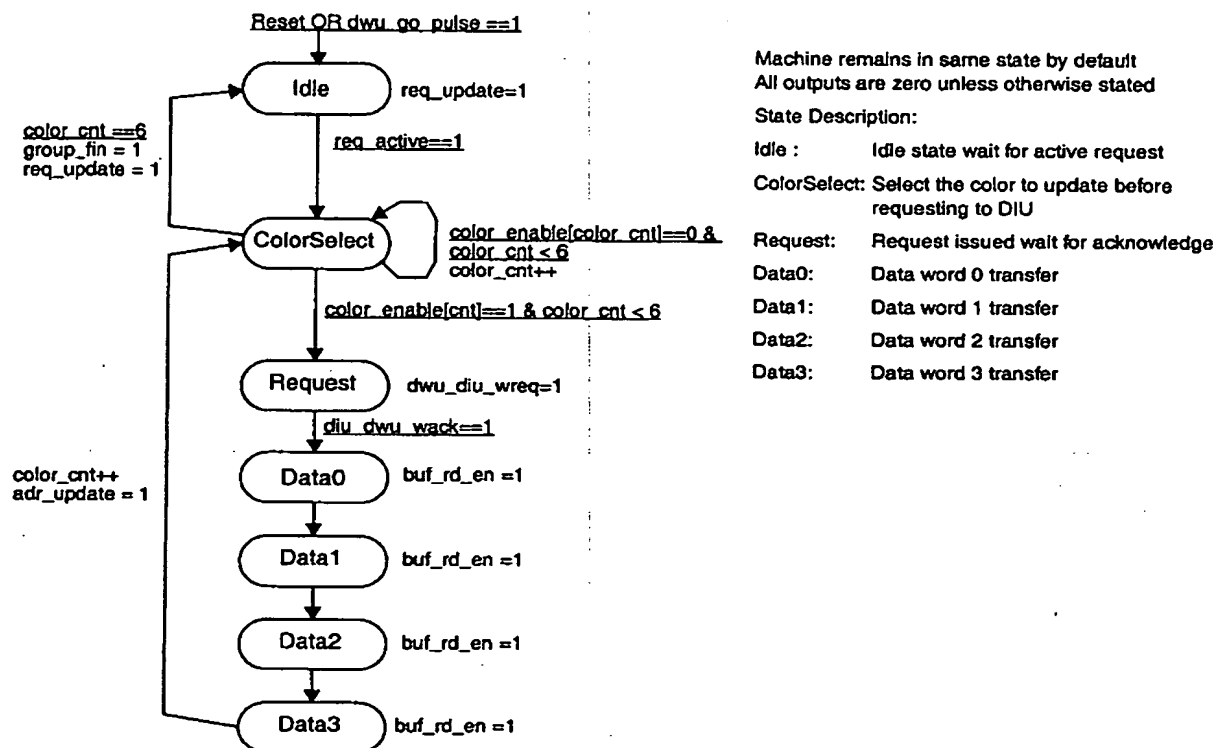 Reset OR dwu_go_pulse ==1
Idle
req_update=1
color_cnt ==6
group_fin = 1
req_update = 1
req_active==1
ColorSelect
color_enable[color_cnt]==0 &
color_cnt < 6
color_cnt++
color_enable[cnt]==1 & color_cnt < 6
Request
dwu_diu_wreq=1
diu_dwu_wack==1
color_cnt++
adr_update = 1
Data0
buf_rd_en =1
Data1
buf_rd_en =1
Data2
buf_rd_en =1
Data3
buf_rd_en =1
Machine remains in same state by default
All outputs are zero unless otherwise stated
State Description:
Idle : Idle state wait for active request
ColorSelect: Select the color to update before
requesting to DIU
Request: Request issued wait for acknowledge
Data0: Data word 0 transfer
Data1: Data word 1 transfer
Data2: Data word 2 transfer
Data3: Data word 3 transfer